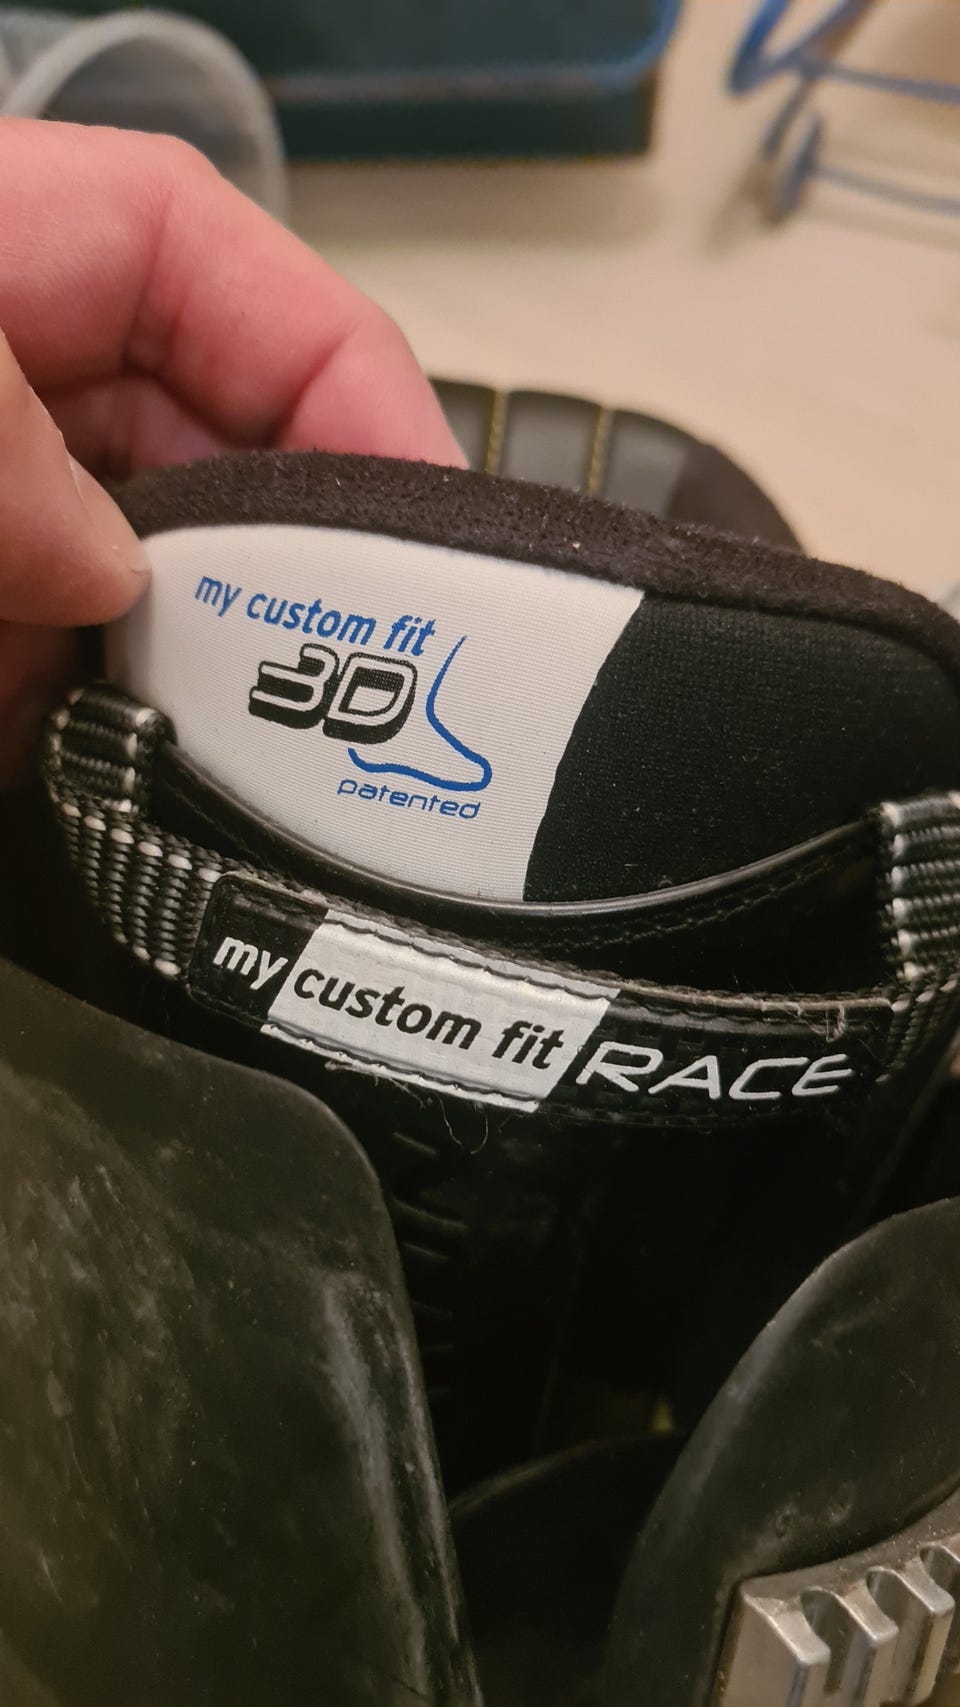 my custom fit
3D
patented
my custom fit RACE